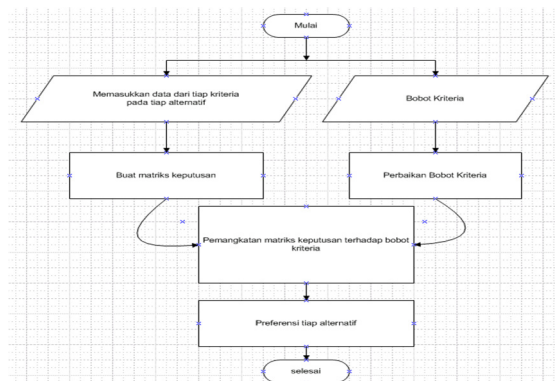 Mulai
Memasukkan data dari tiap kriteria
pada tiap alternatif
Bobot Kriteria
Buat matriks keputusan
Perbaikan Bobot Kriteria
Pemangkatan matriks keputusan terhadap bobot
kriteria
Preferensi tiap alternatif
selesai